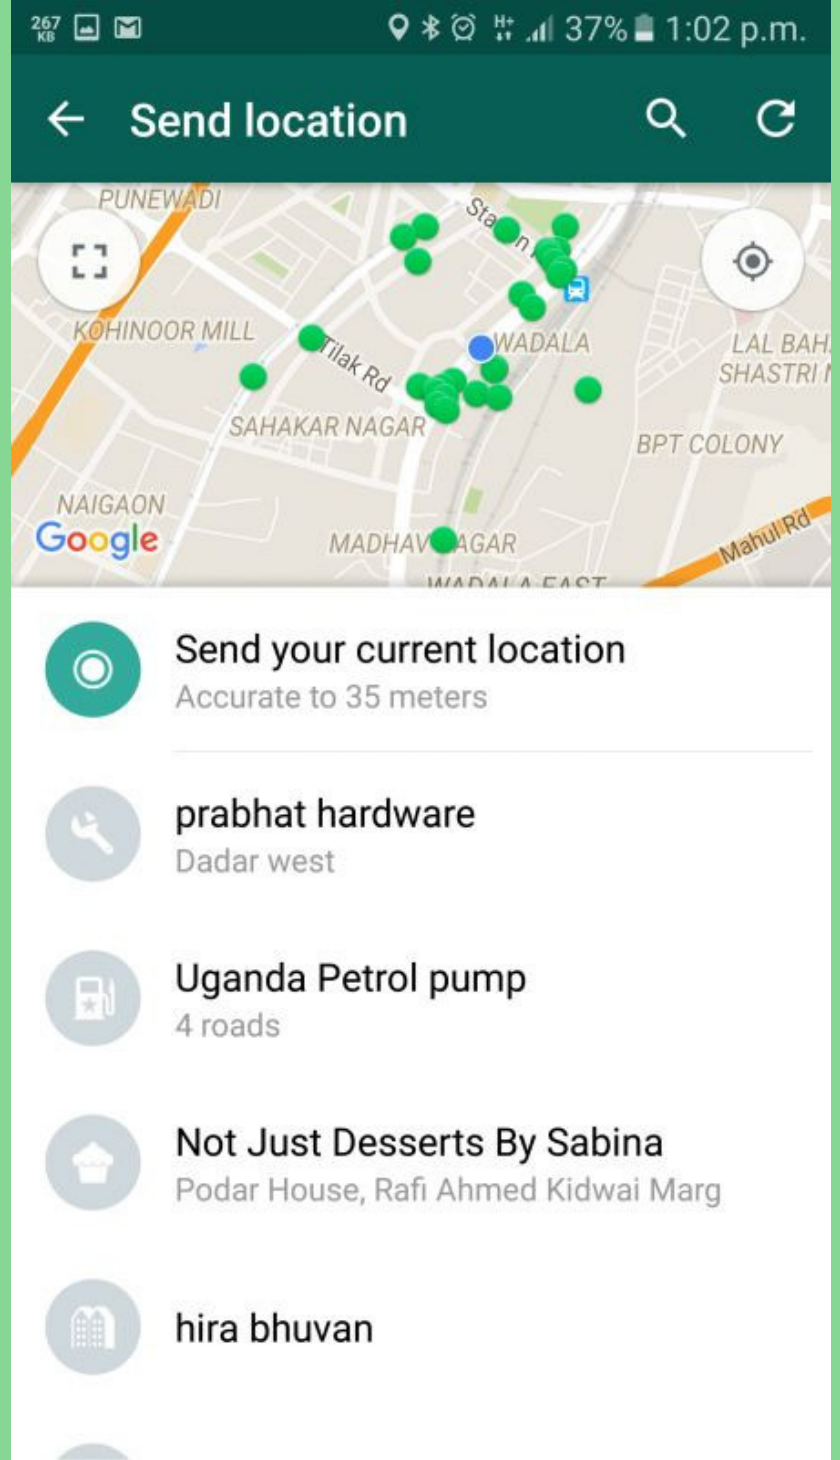 267
KB
H+
37%
1:02 p.m.
Send location
PUNEWADI
KOHINOOR MILL
Tilak Rd
WADALA
LAL BAH
SHASTRI
SAHAKAR NAGAR
BPT COLONY
NAIGAON
Google
Mahul Rd
WADALA EAST
Send your current location
Accurate to 35 meters
prabhat hardware
Dadar west
Uganda Petrol pump
4 roads
Not Just Desserts By Sabina
Podar House, Rafi Ahmed Kidwai Marg
hira bhuvan